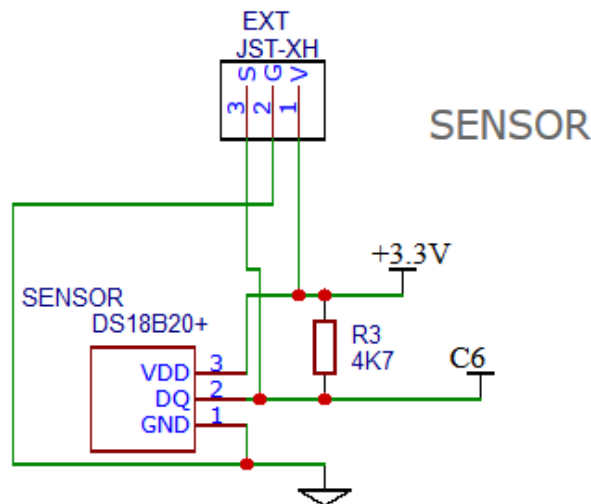 EXT
JST-XH
S G V
3 2 1
SENSOR
+3.3V
SENSOR
DS18B20+
R3
4K7
C6
VDD 3
DQ 2
GND 1